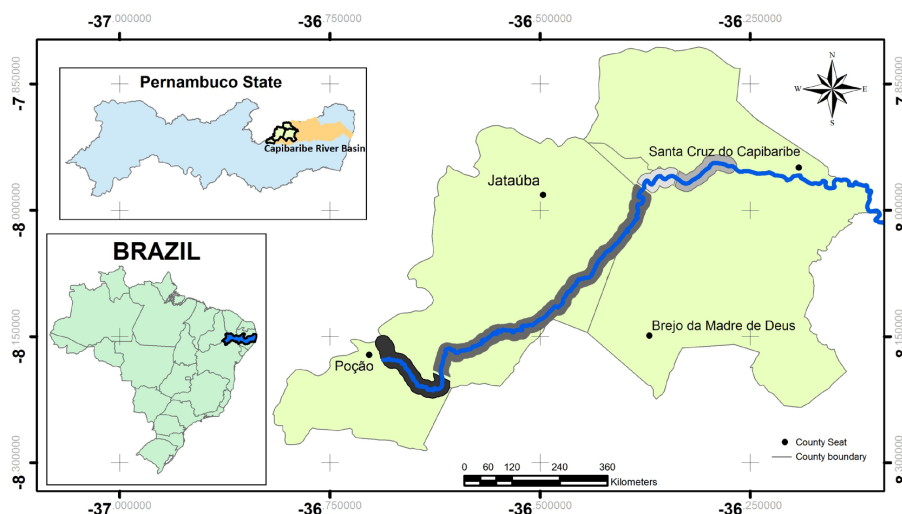 -37.000000 -36.750000 -36.500000 -36.250000
-7.850000 -7.850000
Pernambuco State
Capibaribe River Basin
N
W E
S
Santa Cruz do Capibaribe
Jataúba
-8.000000 -8.000000
BRAZIL
Brejo da Madre de Deus
-8.150000 -8.150000
Poção
County Seat
County boundary
0 60 120 240 360
Kilometers
-8.300000 -8.300000
-37.000000 -36.750000 -36.500000 -36.250000